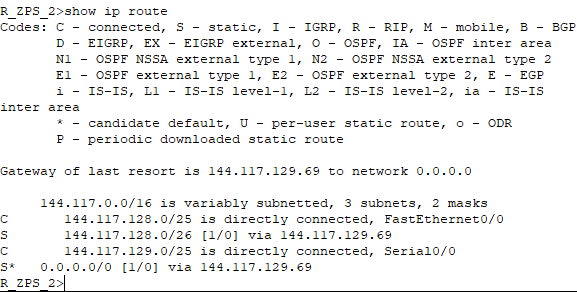 R_ZPS_2>show ip route
Codes: C - connected, S - static, I - IGRP, R - RIP, M - mobile, B - BGP
       D - EIGRP, EX - EIGRP external, O - OSPF, IA - OSPF inter area
       N1 - OSPF NSSA external type 1, N2 - OSPF NSSA external type 2
       E1 - OSPF external type 1, E2 - OSPF external type 2, E - EGP
       i - IS-IS, L1 - IS-IS level-1, L2 - IS-IS level-2, ia - IS-IS
inter area
       * - candidate default, U - per-user static route, o - ODR
       P - periodic downloaded static route

Gateway of last resort is 144.117.129.69 to network 0.0.0.0

     144.117.0.0/16 is variably subnetted, 3 subnets, 2 masks
C       144.117.128.0/25 is directly connected, FastEthernet0/0
S       144.117.128.0/26 [1/0] via 144.117.129.69
C       144.117.129.0/25 is directly connected, Serial0/0
S*   0.0.0.0/0 [1/0] via 144.117.129.69
R_ZPS_2>